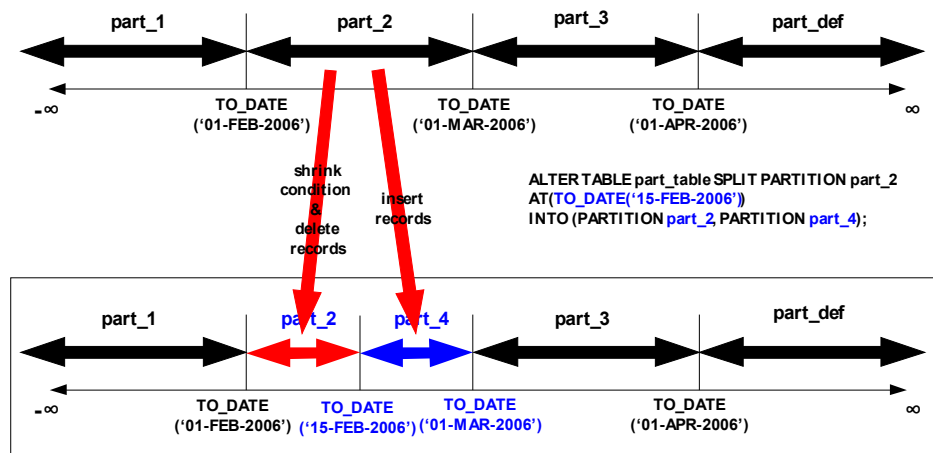 part_1
part_2
part_3
part_def
-∞
TO_DATE
(‘01-FEB-2006’)
TO_DATE
(‘01-MAR-2006’)
TO_DATE
(‘01-APR-2006’)
∞
shrink
condition
&
delete
records
insert
records
ALTER TABLE part_table SPLIT PARTITION part_2
AT(TO_DATE(‘15-FEB-2006’))
INTO (PARTITION part_2, PARTITION part_4);
part_1
part_2
part_4
part_3
part_def
-∞
TO_DATE
(‘01-FEB-2006’)
TO_DATE
(‘15-FEB-2006’)
TO_DATE
(‘01-MAR-2006’)
TO_DATE
(‘01-APR-2006’)
∞